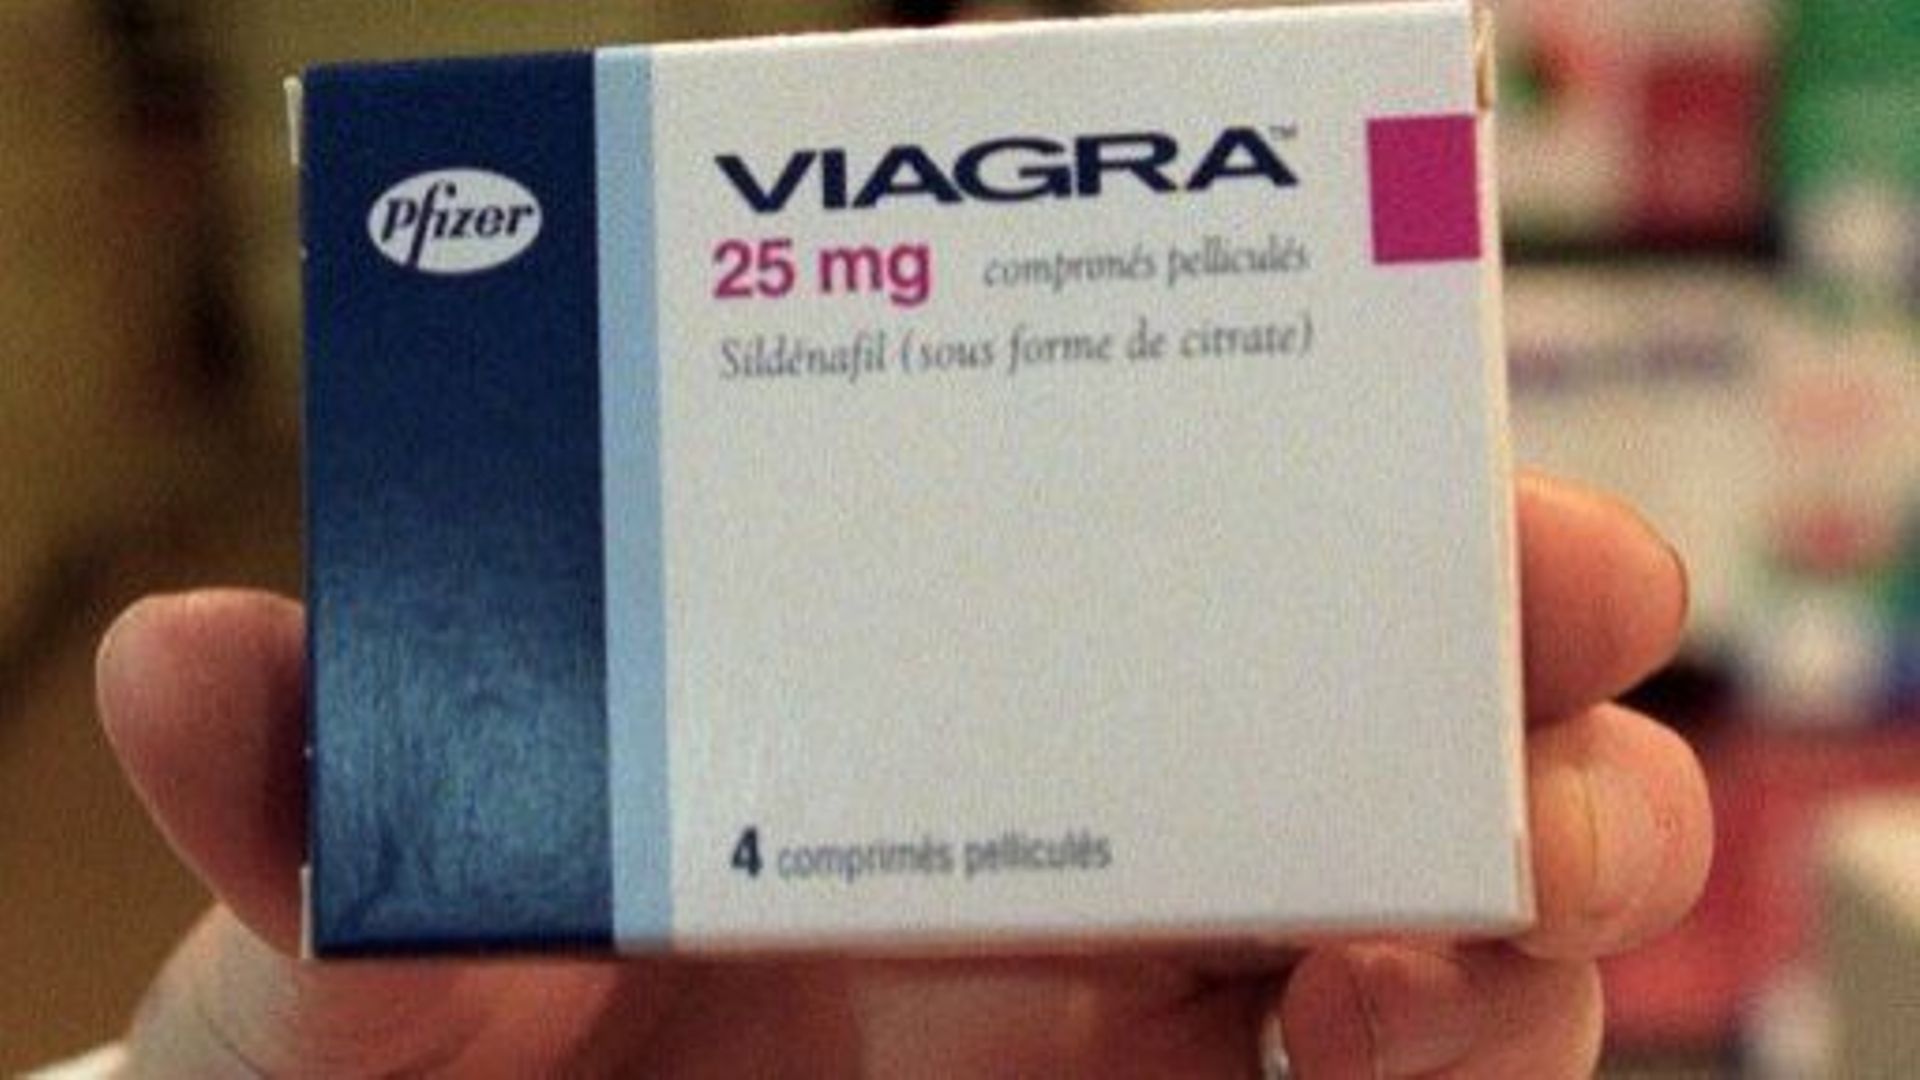 Pfizer
VIAGRA™
25 mg comprimés pelliculés
Sildénafil (sous forme de citrate)
4 comprimés pelliculés